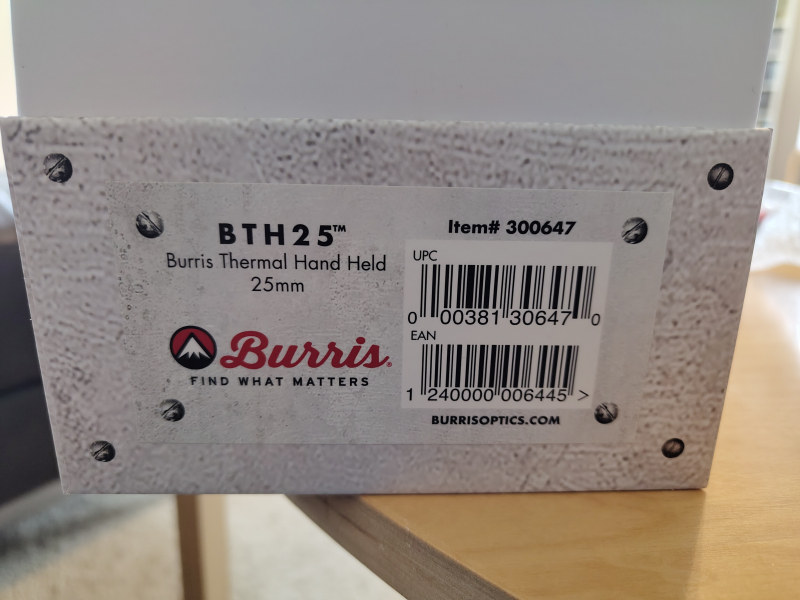 BTH25™
Burris Thermal Hand Held
25mm
Burris®
FIND WHAT MATTERS
Item# 300647
UPC
0 00381 30647 0
EAN
1 240000 006445 >
BURRISOPTICS.COM